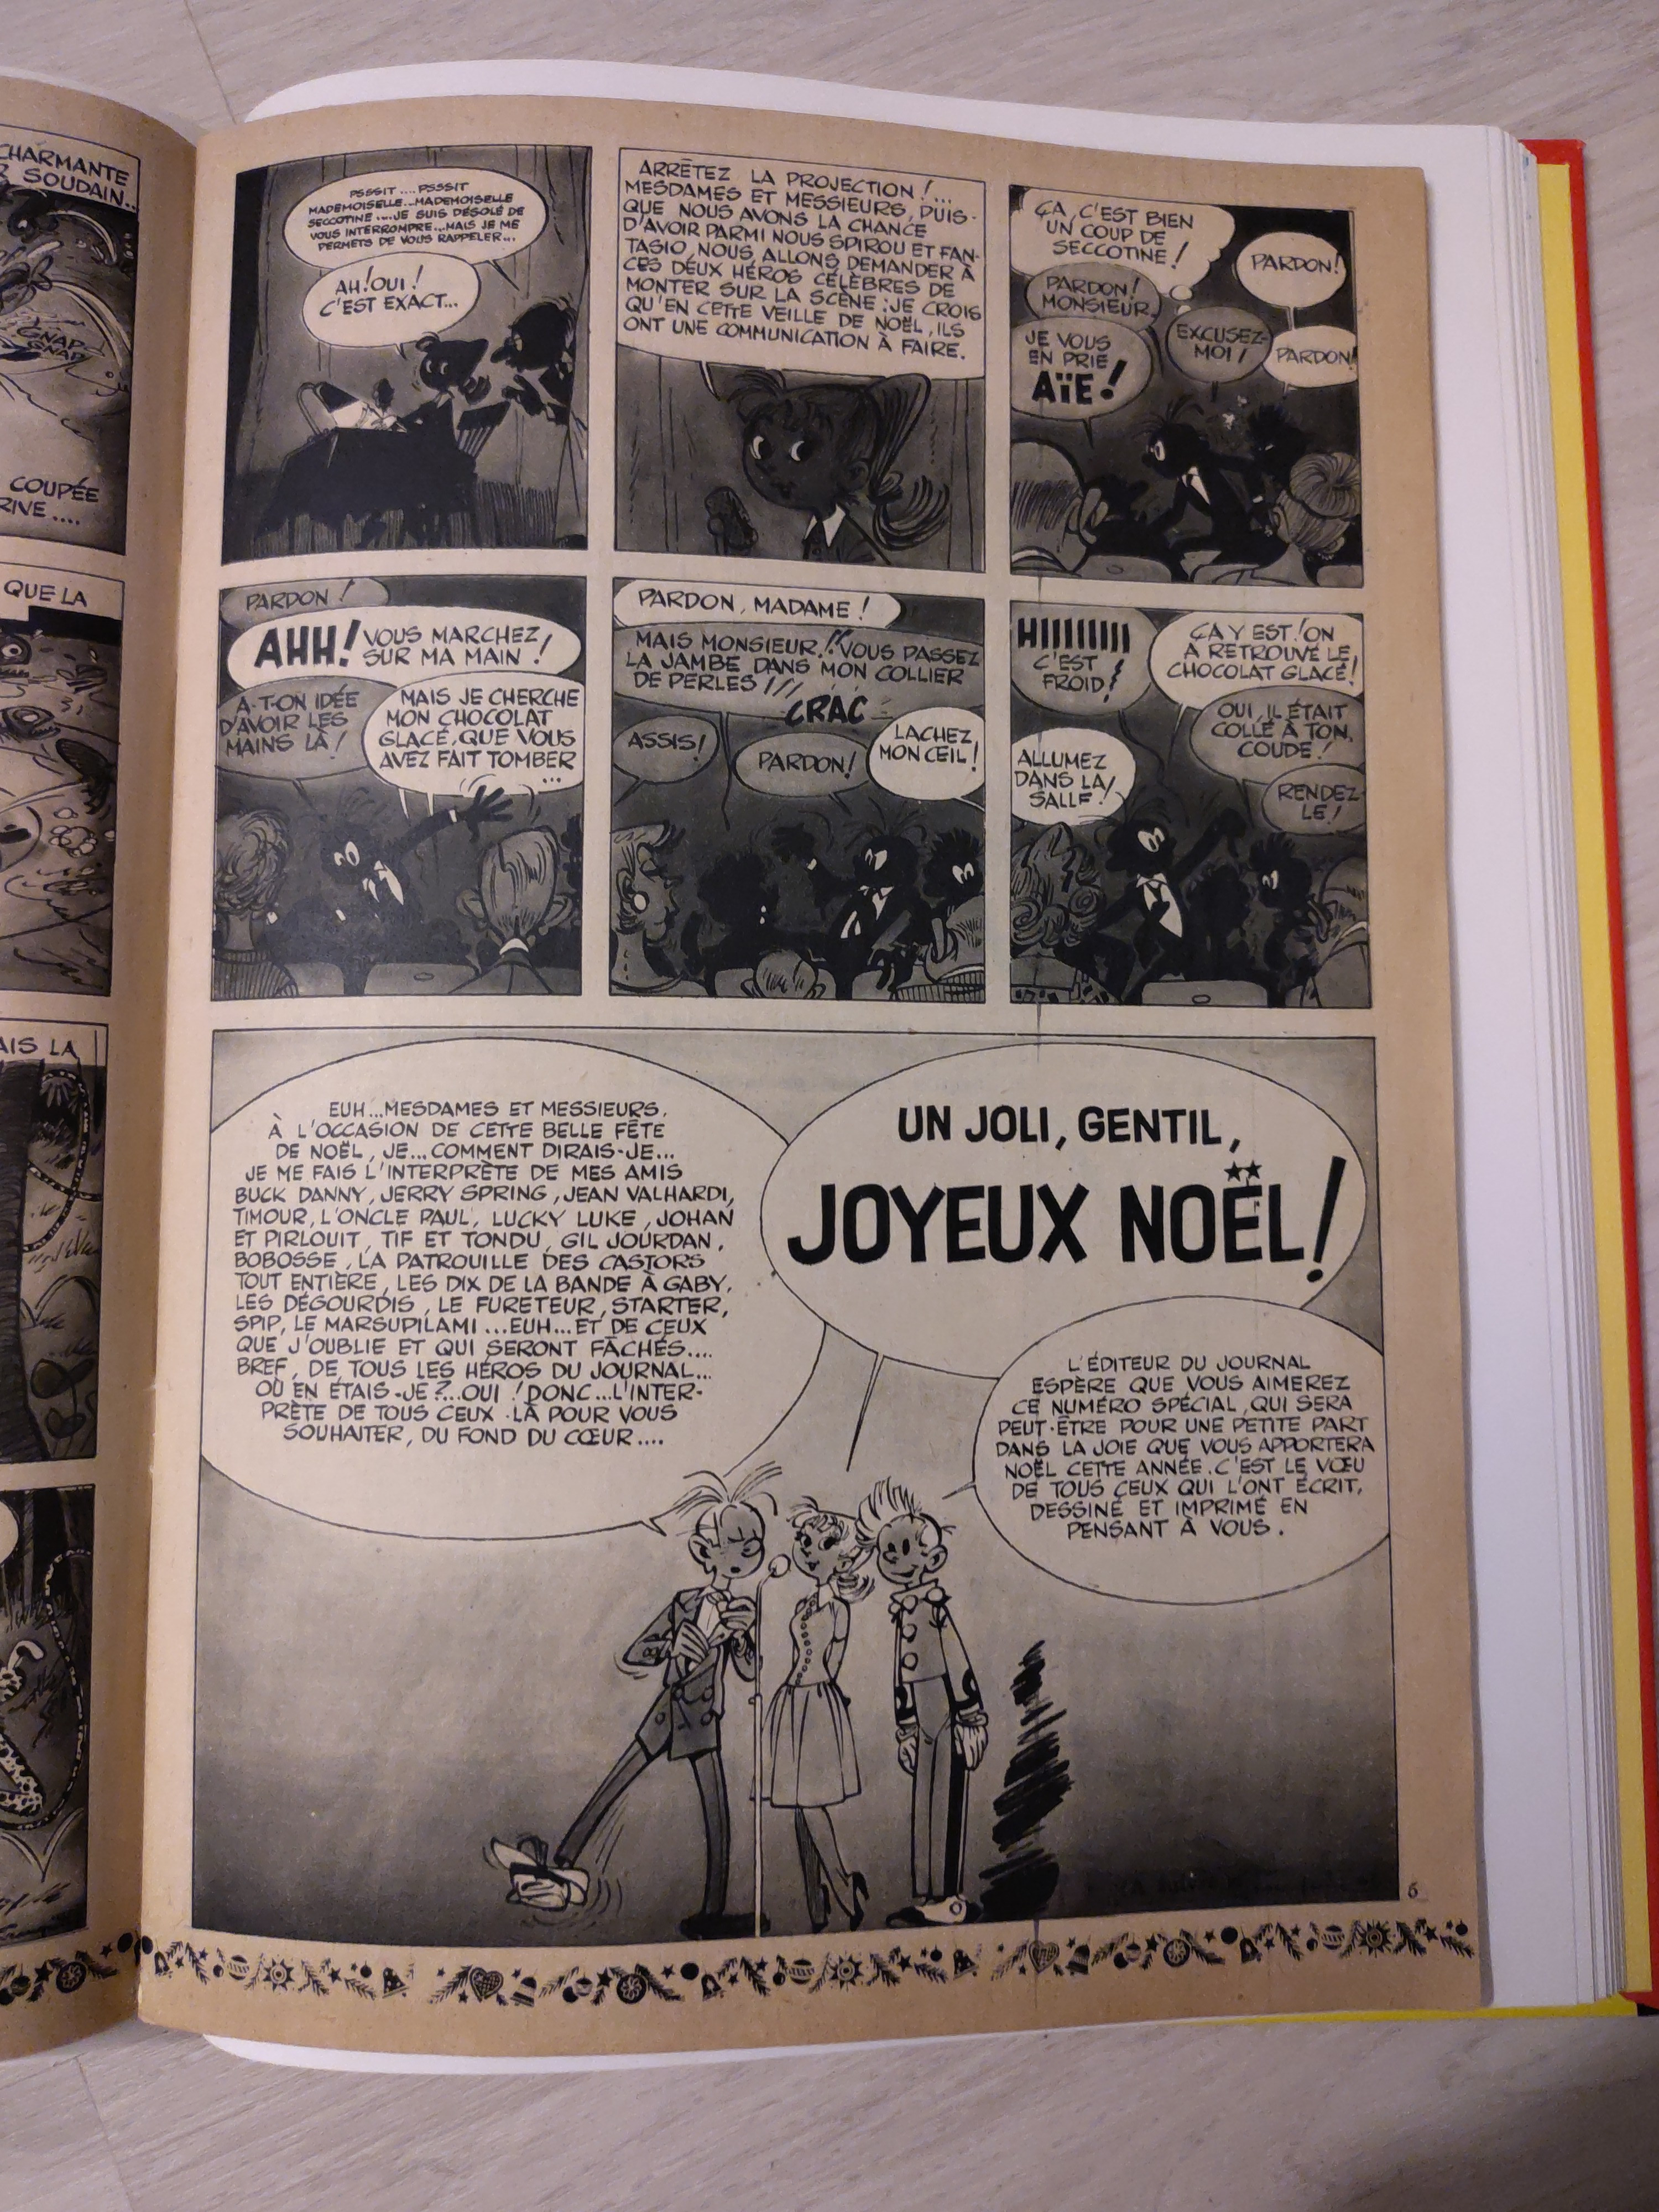 CHARMANTE
SOUDAIN..
GNAP
GNAP
COUPÉE
RIVE....
QUE LA
AIS LA
PSSSIT....PSSSIT
MADEMOISELLE...MADEMOISELLE
SECCOTINE....JE SUIS DÉSOLÉ DE
VOUS INTERROMPRE...MAIS JE ME
PERMETS DE VOUS RAPPELER...
AH! OUI!
C'EST EXACT...
ARRÊTEZ LA PROJECTION!...
MESDAMES ET MESSIEURS, PUIS-
QUE NOUS AVONS LA CHANCE
D'AVOIR PARMI NOUS SPIROU ET FAN-
TASIO, NOUS ALLONS DEMANDER À
CES DEUX HÉROS CÉLÈBRES DE
MONTER SUR LA SCÈNE: JE CROIS
QU'EN CETTE VEILLE DE NOËL, ILS
ONT UNE COMMUNICATION À FAIRE.
ÇA, C'EST BIEN
UN COUP DE
SECCOTINE!
PARDON!
PARDON!
MONSIEUR.
JE VOUS
EN PRIE
AÏE!
EXCUSEZ-
MOI!
PARDON!
PARDON!
AHH! VOUS MARCHEZ
SUR MA MAIN!
A-T-ON IDÉE
D'AVOIR LES
MAINS LÀ!
MAIS JE CHERCHE
MON CHOCOLAT
GLACÉ, QUE VOUS
AVEZ FAIT TOMBER
...
PARDON, MADAME!
MAIS MONSIEUR!! VOUS PASSEZ
LA JAMBE DANS MON COLLIER
DE PERLES!!!
CRAC
ASSIS!
PARDON!
LACHEZ
MON ŒIL!
HIIIIIIIII
C'EST
FROID!
ÇA Y EST! ON
A RETROUVÉ LE
CHOCOLAT GLACÉ!
OUI, IL ÉTAIT
COLLÉ À TON
COUDE!
ALLUMEZ
DANS LA
SALLE!
RENDEZ-
LE!
EUH...MESDAMES ET MESSIEURS,
À L'OCCASION DE CETTE BELLE FÊTE
DE NOËL, JE...COMMENT DIRAIS-JE...
JE ME FAIS L'INTERPRÈTE DE MES AMIS
BUCK DANNY, JERRY SPRING, JEAN VALHARDI,
TIMOUR, L'ONCLE PAUL, LUCKY LUKE, JOHAN
ET PIRLOUIT, TIF ET TONDU, GIL JOURDAN,
BOBOSSE, LA PATROUILLE DES CASTORS
TOUT ENTIÈRE, LES DIX DE LA BANDE À GABY,
LES DÉGOURDIS, LE FURETEUR, STARTER,
SPIP, LE MARSUPILAMI...EUH...ET DE CEUX
QUE J'OUBLIE ET QUI SERONT FÂCHÉS....
BREF, DE TOUS LES HÉROS DU JOURNAL...
OÙ EN ÉTAIS-JE?...OUI! DONC...L'INTER-
PRÈTE DE TOUS CEUX-LÀ POUR VOUS
SOUHAITER, DU FOND DU CŒUR....
UN JOLI, GENTIL,
JOYEUX NOËL!
L'ÉDITEUR DU JOURNAL
ESPÈRE QUE VOUS AIMEREZ
CE NUMÉRO SPÉCIAL, QUI SERA
PEUT-ÊTRE POUR UNE PETITE PART
DANS LA JOIE QUE VOUS APPORTERA
NOËL CETTE ANNÉE. C'EST LE VŒU
DE TOUS CEUX QUI L'ONT ÉCRIT,
DESSINÉ ET IMPRIMÉ EN
PENSANT À VOUS.
6